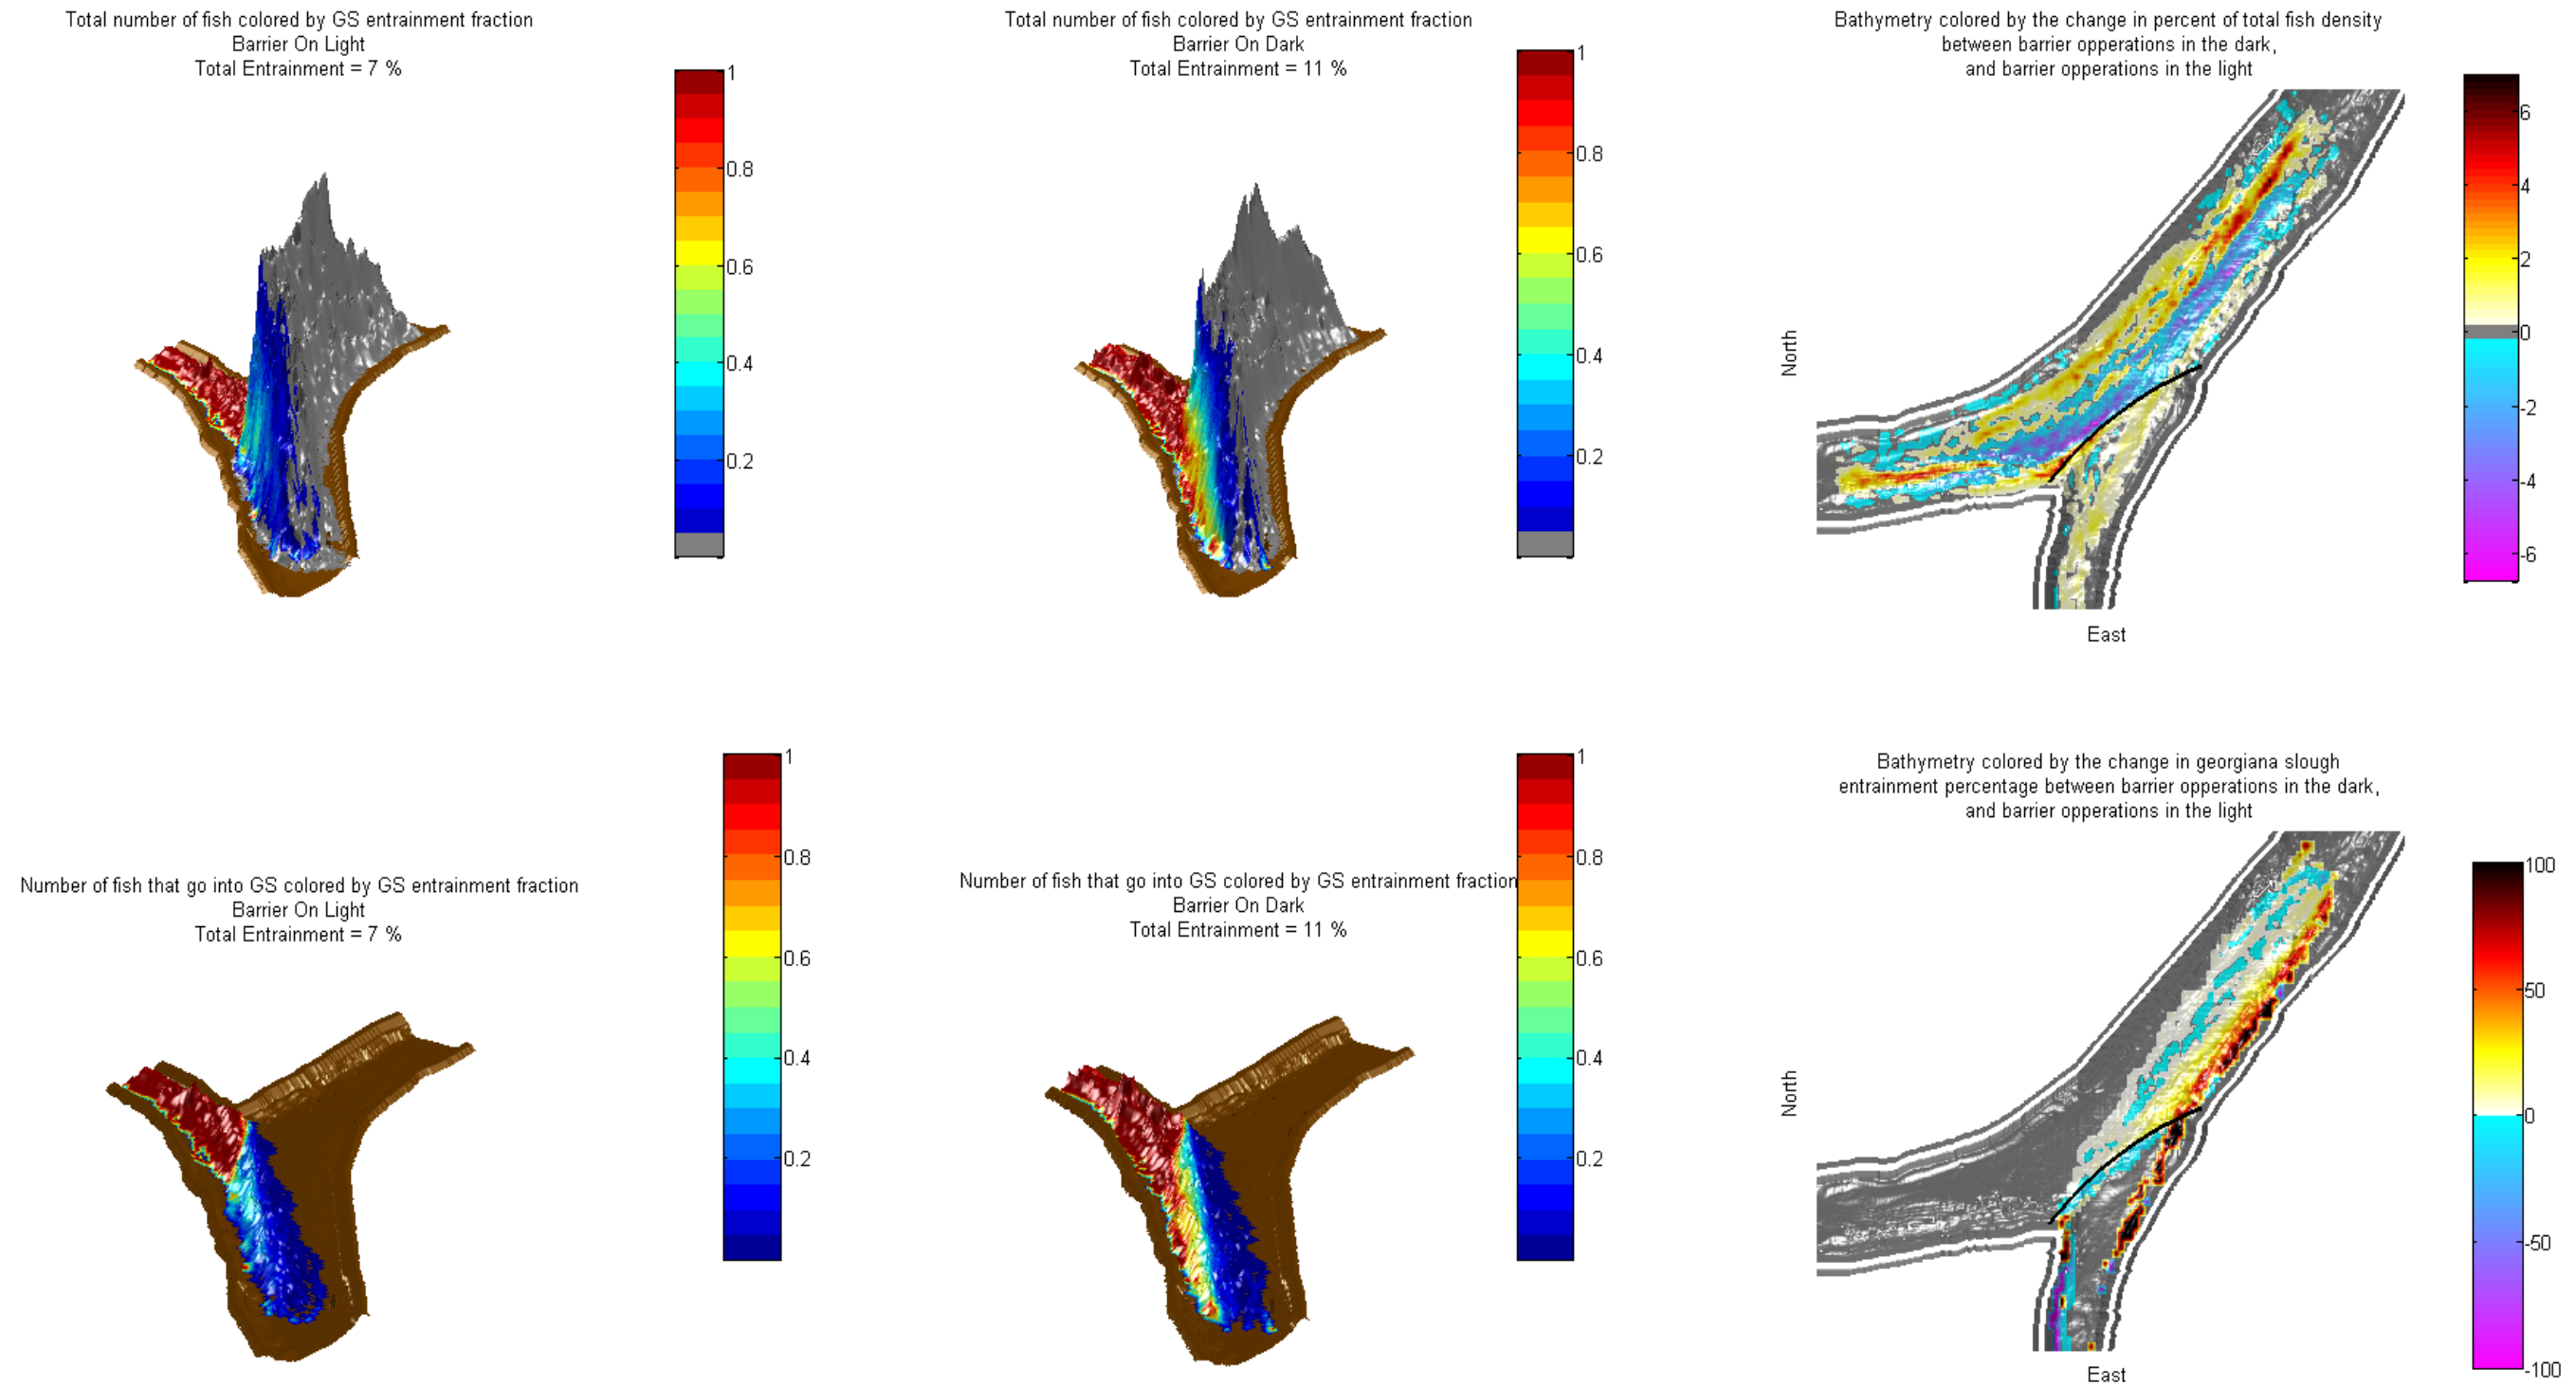 Total number of fish colored by GS entrainment fraction
Barrier On Light
Total Entrainment = 7 %
1
0.8
0.6
0.4
0.2
Total number of fish colored by GS entrainment fraction
Barrier On Dark
Total Entrainment = 11 %
1
0.8
0.6
0.4
0.2
Bathymetry colored by the change in percent of total fish density
between barrier opperations in the dark,
and barrier opperations in the light
North
East
6
4
2
0
-2
-4
-6
Number of fish that go into GS colored by GS entrainment fraction
Barrier On Light
Total Entrainment = 7 %
1
0.8
0.6
0.4
0.2
Number of fish that go into GS colored by GS entrainment fraction
Barrier On Dark
Total Entrainment = 11 %
1
0.8
0.6
0.4
0.2
Bathymetry colored by the change in georgiana slough
entrainment percentage between barrier opperations in the dark,
and barrier opperations in the light
North
East
100
50
0
-50
-100